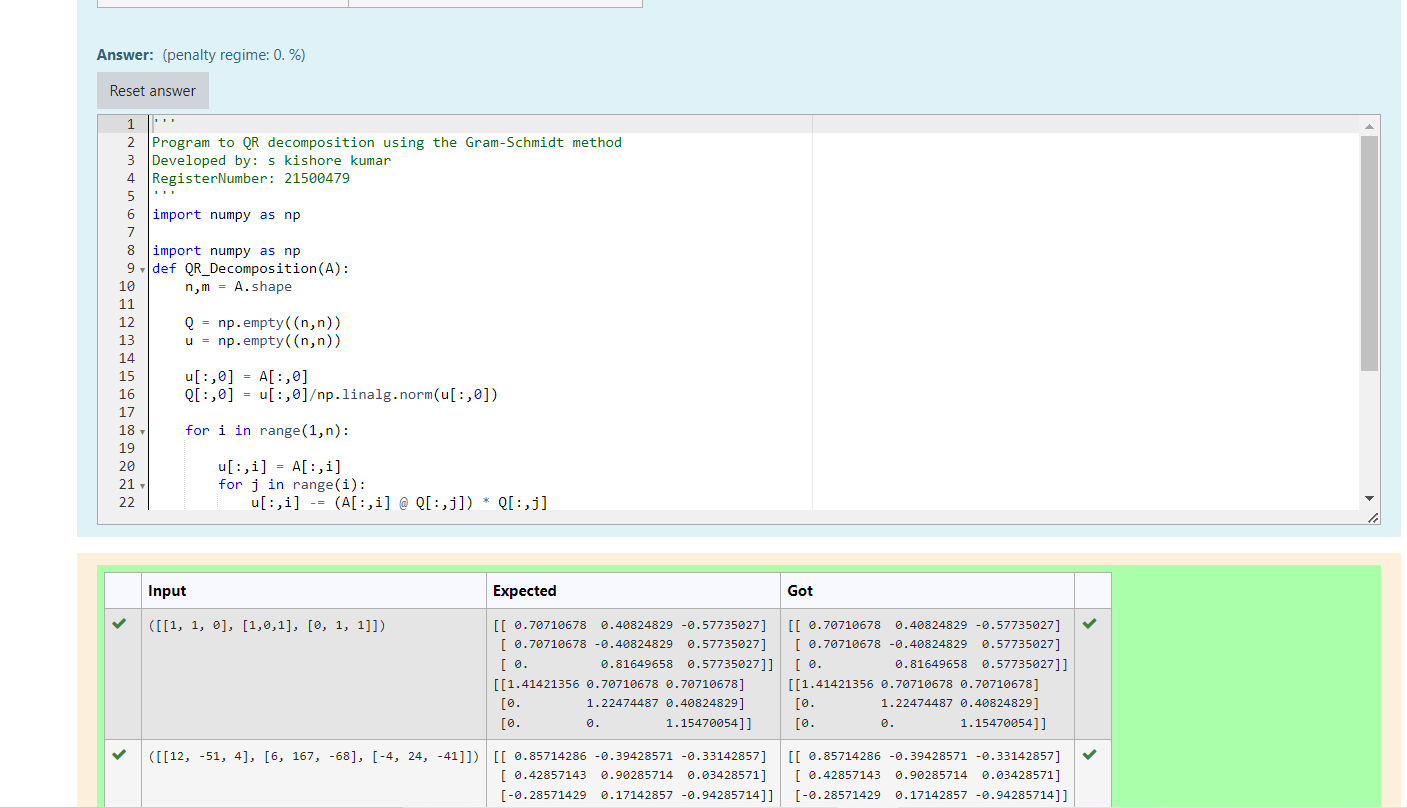 Answer: (penalty regime: 0. %)
Reset answer
1 '''
2 Program to QR decomposition using the Gram-Schmidt method
3 Developed by: s kishore kumar
4 RegisterNumber: 21500479
5 '''
6 import numpy as np
7
8 import numpy as np
9 def QR_Decomposition(A):
10     n,m = A.shape
11
12     Q = np.empty((n,n))
13     u = np.empty((n,n))
14
15     u[:,0] = A[:,0]
16     Q[:,0] = u[:,0]/np.linalg.norm(u[:,0])
17
18     for i in range(1,n):
19
20         u[:,i] = A[:,i]
21         for j in range(i):
22             u[:,i] -= (A[:,i] @ Q[:,j]) * Q[:,j]
Input Expected Got
([[1, 1, 0], [1,0,1], [0, 1, 1]]) [[ 0.70710678  0.40824829 -0.57735027] [[ 0.70710678  0.40824829 -0.57735027]
[ 0.70710678 -0.40824829  0.57735027] [ 0.70710678 -0.40824829  0.57735027]
[ 0.          0.81649658  0.57735027]] [ 0.          0.81649658  0.57735027]]
[[1.41421356 0.70710678 0.70710678] [[1.41421356 0.70710678 0.70710678]
[0.         1.22474487 0.40824829] [0.         1.22474487 0.40824829]
[0.         0.         1.15470054]] [0.         0.         1.15470054]]
([[12, -51, 4], [6, 167, -68], [-4, 24, -41]]) [[ 0.85714286 -0.39428571 -0.33142857] [[ 0.85714286 -0.39428571 -0.33142857]
[ 0.42857143  0.90285714  0.03428571] [ 0.42857143  0.90285714  0.03428571]
[-0.28571429  0.17142857 -0.94285714]] [-0.28571429  0.17142857 -0.94285714]]